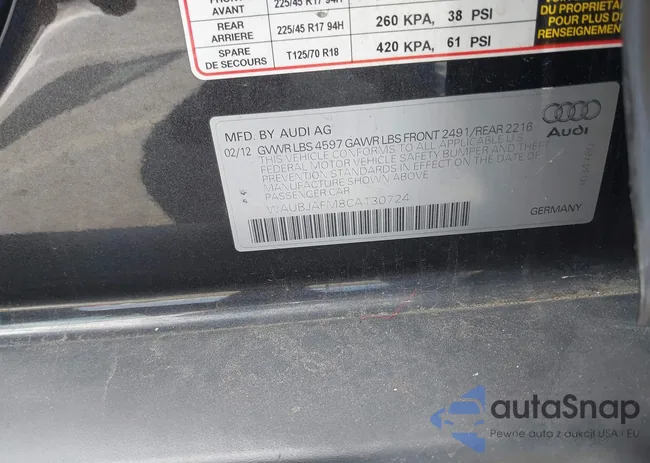 AVANT 225/45 R17 94H
REAR ARRIERE 225/45 R17 94H 260 KPA, 38 PSI
SPARE DE SECOURS T125/70 R18 420 KPA, 61 PSI
DU PROPRIETA
POUR PLUS DE
RENSEIGNEMEN
MFD. BY AUDI AG
02/12 GVWR LBS 4597 GAWR LBS FRONT 2491/REAR 2216
THIS VEHICLE CONFORMS TO ALL APPLICABLE U.S.
FEDERAL MOTOR VEHICLE SAFETY BUMPER AND THEFT
PREVENTION STANDARDS IN EFFECT ON THE DATE OF
MANUFACTURE SHOWN ABOVE.
PASSENGER CAR
WAUBJAFM8CA130724
Audi
GERMANY
autaSnap
Pewne auta z aukcji USA i EU